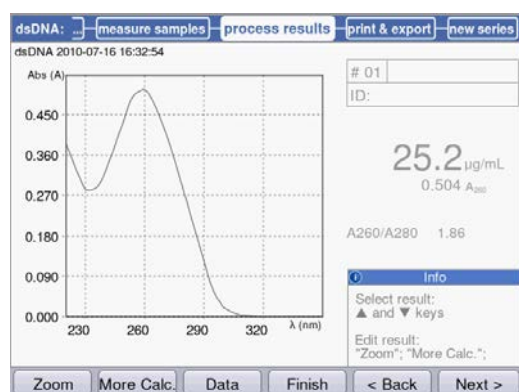 dsDNA: ... measure samples process results print & export new series
dsDNA 2010-07-16 16:32:54
Abs (A)
0.450
0.360
0.270
0.180
0.090
0.000
230 260 290 320 λ (nm)
# 01
ID:
25.2 µg/mL
0.504 A260
A260/A280 1.86
Info
Select result:
▲ and ▼ keys
Edit result:
"Zoom"; "More Calc.";
Zoom More Calc. Data Finish < Back Next >